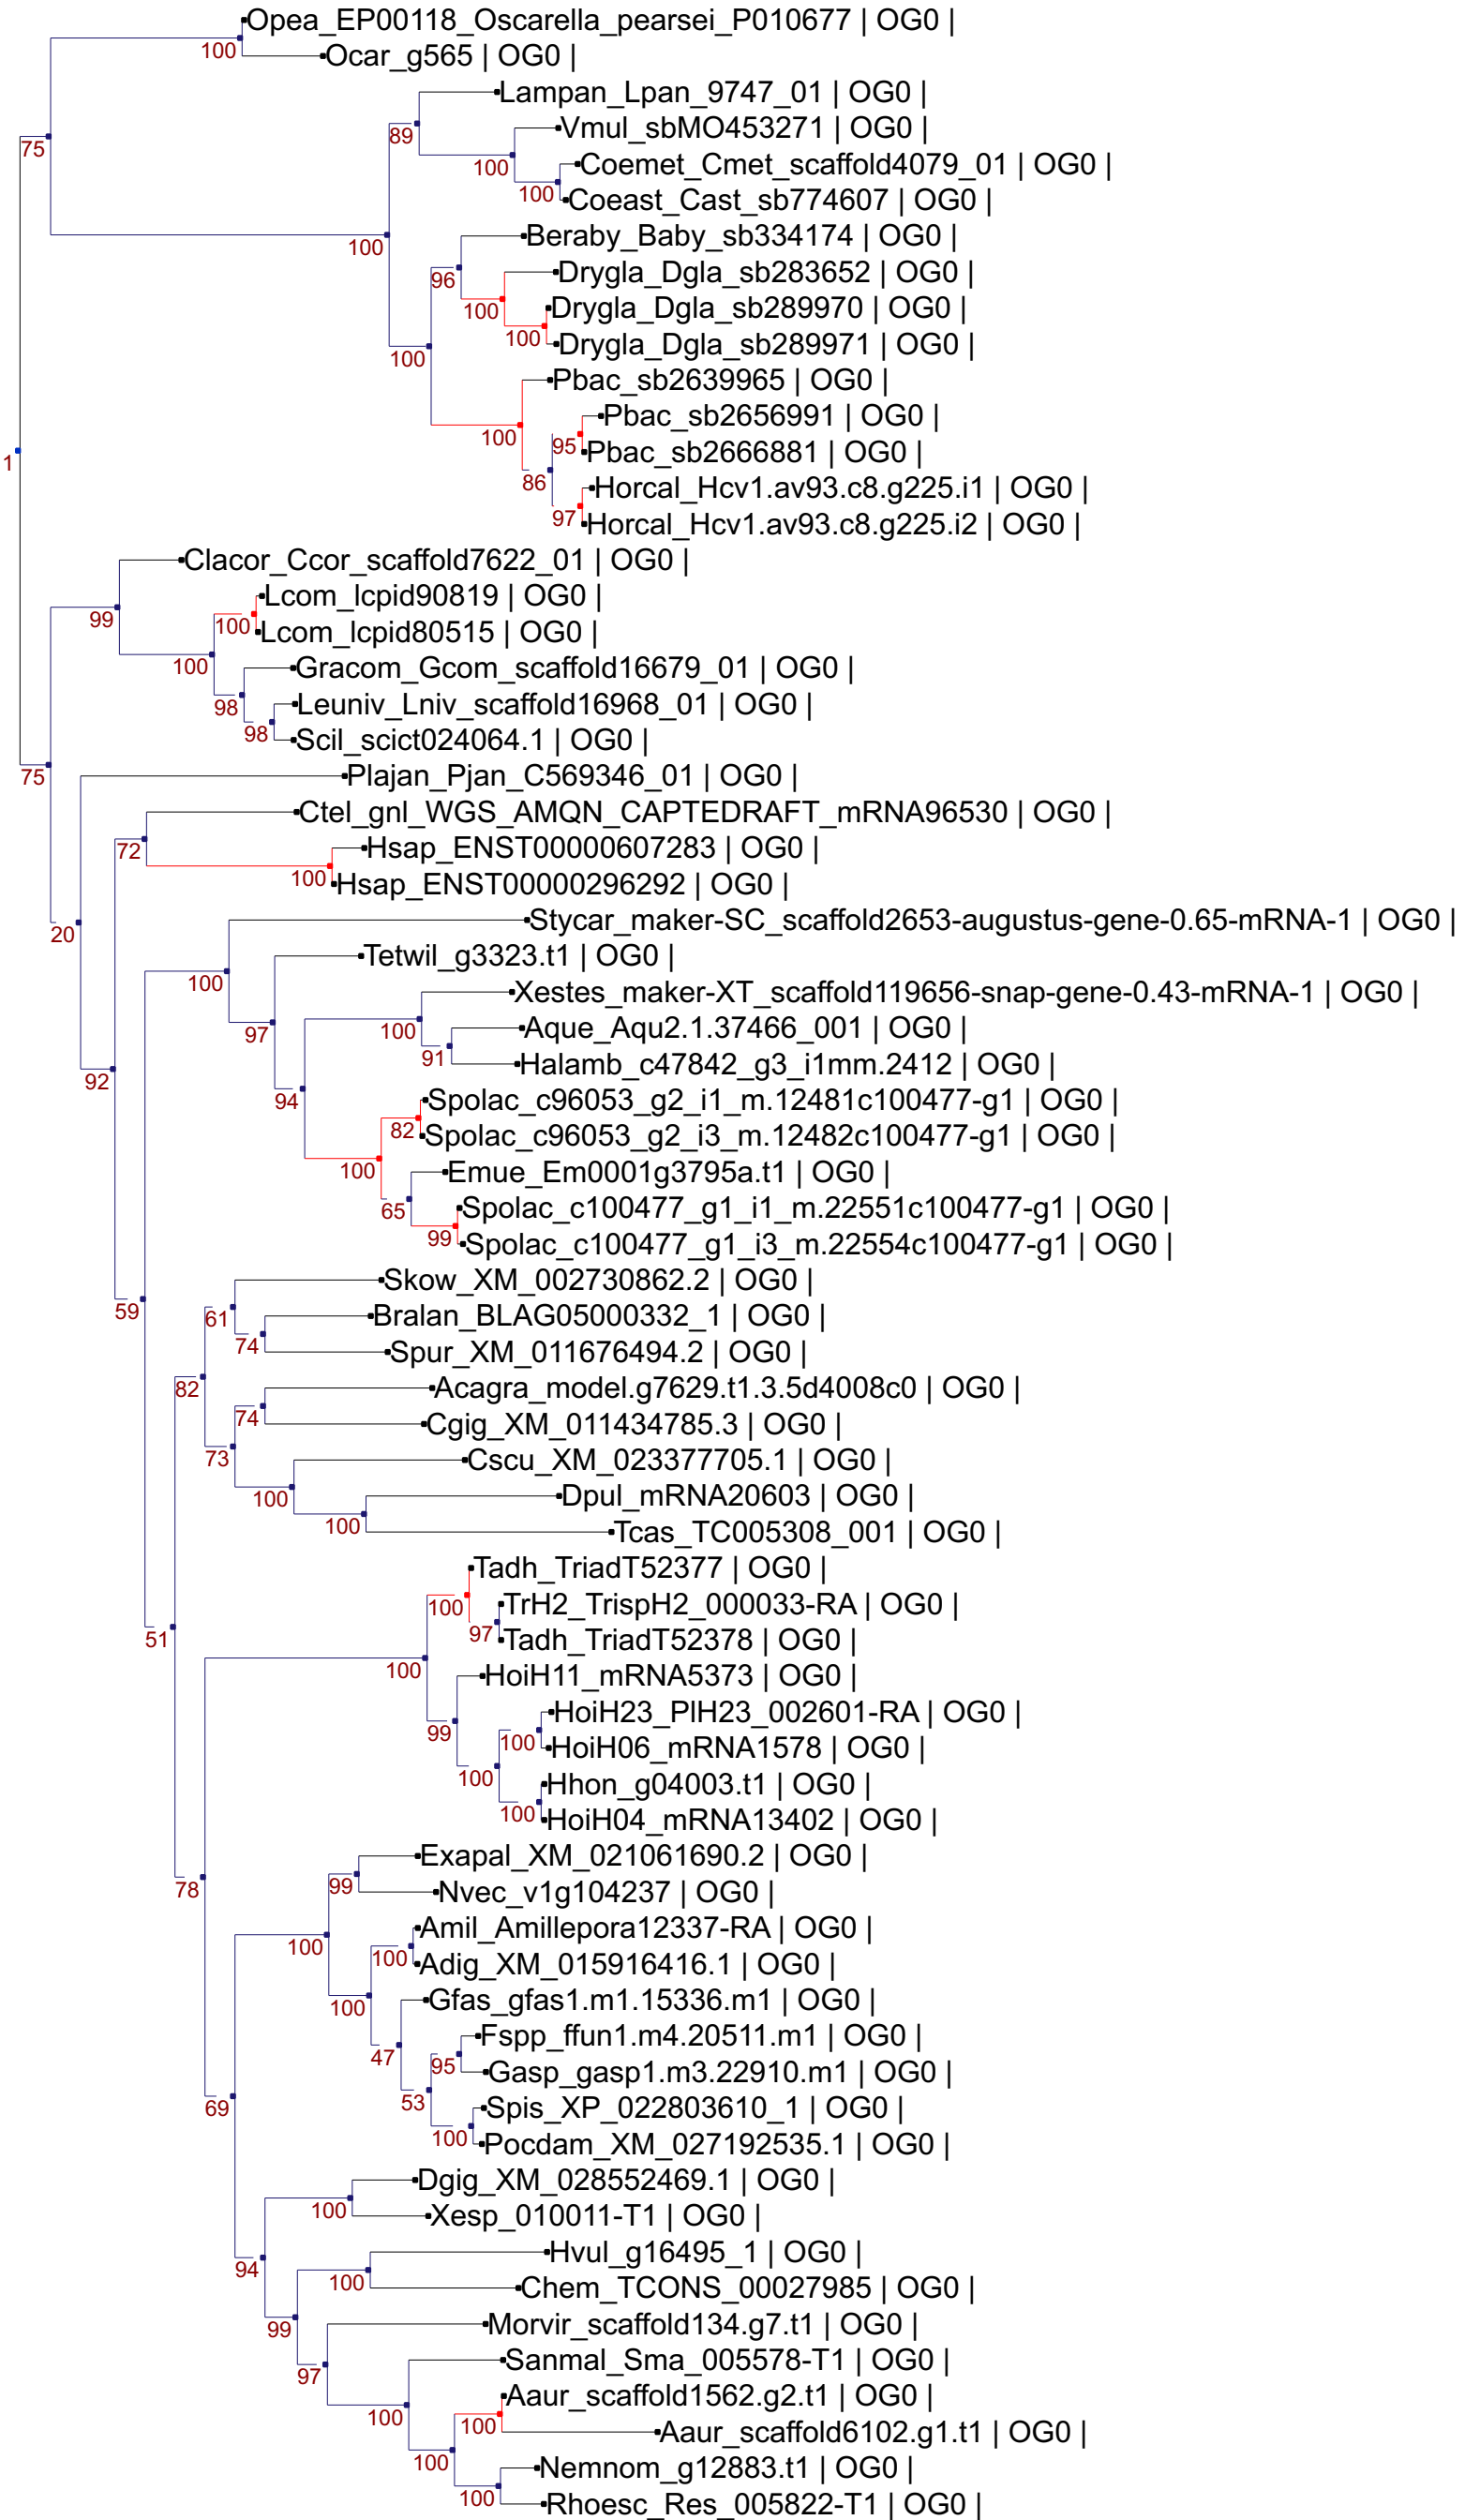 Opea_EP00118_Oscarella_pearsei_P010677 | OG0 |
100
Ocar_g565 | OG0 |
Lampan_Lpan_9747_01 | OG0 |
89
Vmul_sbMO453271 | OG0 |
75
100
Coemet_Cmet_scaffold4079_01 | OG0 |
100
Coeast_Cast_sb774607 | OG0 |
100
Beraby_Baby_sb334174 | OG0 |
96
Drygla_Dgla_sb283652 | OG0 |
100
Drygla_Dgla_sb289970 | OG0 |
100
Drygla_Dgla_sb289971 | OG0 |
100
Pbac_sb2639965 | OG0 |
Pbac_sb2656991 | OG0 |
100
95
Pbac_sb2666881 | OG0 |
1
86
Horcal_Hcv1.av93.c8.g225.i1 | OG0 |
97
Horcal_Hcv1.av93.c8.g225.i2 | OG0 |
Clacor_Ccor_scaffold7622_01 | OG0 |
Lcom_lcpid90819 | OG0 |
99
100
Lcom_lcpid80515 | OG0 |
100
Gracom_Gcom_scaffold16679_01 | OG0 |
98
Leuniv_Lniv_scaffold16968_01 | OG0 |
98
Scil_scict024064.1 | OG0 |
75
Plajan_Pjan_C569346_01 | OG0 |
Ctel_gnl_WGS_AMQN_CAPTEDRAFT_mRNA96530 | OG0 |
72
Hsap_ENST00000607283 | OG0 |
100
Hsap_ENST00000296292 | OG0 |
20
Stycar_maker-SC_scaffold2653-augustus-gene-0.65-mRNA-1 | OG0 |
Tetwil_g3323.t1 | OG0 |
100
Xestes_maker-XT_scaffold119656-snap-gene-0.43-mRNA-1 | OG0 |
97
100
Aque_Aqu2.1.37466_001 | OG0 |
91
Halamb_c47842_g3_i1mm.2412 | OG0 |
92
94
Spolac_c96053_g2_i1_m.12481c100477-g1 | OG0 |
82
Spolac_c96053_g2_i3_m.12482c100477-g1 | OG0 |
100
Emue_Em0001g3795a.t1 | OG0 |
65
Spolac_c100477_g1_i1_m.22551c100477-g1 | OG0 |
99
Spolac_c100477_g1_i3_m.22554c100477-g1 | OG0 |
Skow_XM_002730862.2 | OG0 |
59
61
Bralan_BLAG05000332_1 | OG0 |
74
Spur_XM_011676494.2 | OG0 |
82
Acagra_model.g7629.t1.3.5d4008c0 | OG0 |
74
Cgig_XM_011434785.3 | OG0 |
73
Cscu_XM_023377705.1 | OG0 |
100
Dpul_mRNA20603 | OG0 |
100
Tcas_TC005308_001 | OG0 |
Tadh_TriadT52377 | OG0 |
100
TrH2_TrispH2_000033-RA | OG0 |
97
Tadh_TriadT52378 | OG0 |
51
100
HoiH11_mRNA5373 | OG0 |
HoiH23_PlH23_002601-RA | OG0 |
99
100
HoiH06_mRNA1578 | OG0 |
100
Hhon_g04003.t1 | OG0 |
100
HoiH04_mRNA13402 | OG0 |
Exapal_XM_021061690.2 | OG0 |
78
99
Nvec_v1g104237 | OG0 |
Amil_Amillepora12337-RA | OG0 |
100
100
Adig_XM_015916416.1 | OG0 |
100
Gfas_gfas1.m1.15336.m1 | OG0 |
Fspp_ffun1.m4.20511.m1 | OG0 |
47
95
Gasp_gasp1.m3.22910.m1 | OG0 |
69
53
Spis_XP_022803610_1 | OG0 |
100
Pocdam_XM_027192535.1 | OG0 |
Dgig_XM_028552469.1 | OG0 |
100
Xesp_010011-T1 | OG0 |
Hvul_g16495_1 | OG0 |
94
100
Chem_TCONS_00027985 | OG0 |
99
Morvir_scaffold134.g7.t1 | OG0 |
Sanmal_Sma_005578-T1 | OG0 |
97
Aaur_scaffold1562.g2.t1 | OG0 |
100
100
Aaur_scaffold6102.g1.t1 | OG0 |
100
Nemnom_g12883.t1 | OG0 |
100
Rhoesc_Res_005822-T1 | OG0 |